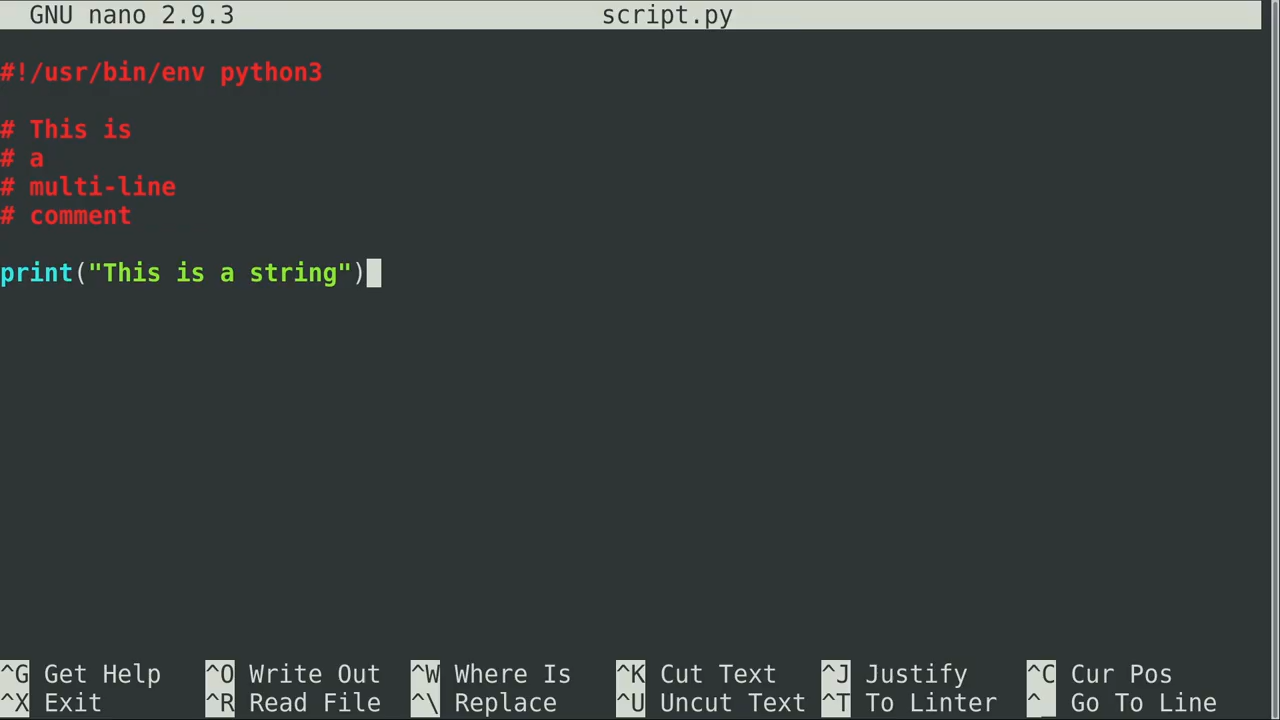 GNU nano 2.9.3 script.py
#!/usr/bin/env python3
# This is
# a
# multi-line
# comment
print("This is a string")
^G Get Help ^O Write Out ^W Where Is ^K Cut Text ^J Justify ^C Cur Pos
^X Exit ^R Read File ^\ Replace ^U Uncut Text ^T To Linter ^ Go To Line